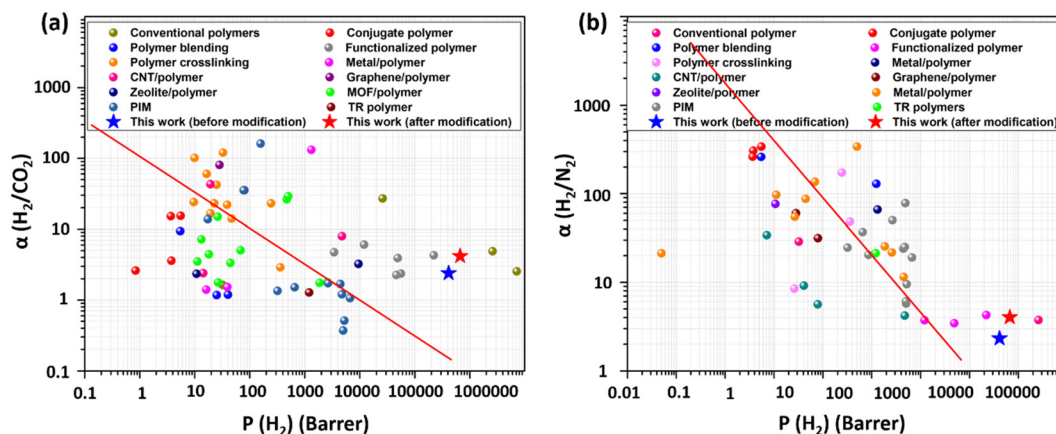 (a)
Conventional polymers Conjugate polymer
Polymer blending Functionalized polymer
Polymer crosslinking Metal/polymer
CNT/polymer Graphene/polymer
Zeolite/polymer MOF/polymer
PIM TR polymer
This work (before modification) This work (after modification)
α (H₂/CO₂)
1000
100
10
1
0.1
0.1 1 10 100 1000 10000 100000 1000000
P (H₂) (Barrer)
(b)
Conventional polymer Conjugate polymer
Polymer blending Functionalized polymer
Polymer crosslinking Metal/polymer
CNT/polymer Graphene/polymer
Zeolite/polymer Metal/polymer
PIM TR polymers
This work (before modification) This work (after modification)
α (H₂/N₂)
1000
100
10
1
0.01 0.1 1 10 100 1000 10000 100000
P (H₂) (Barrer)